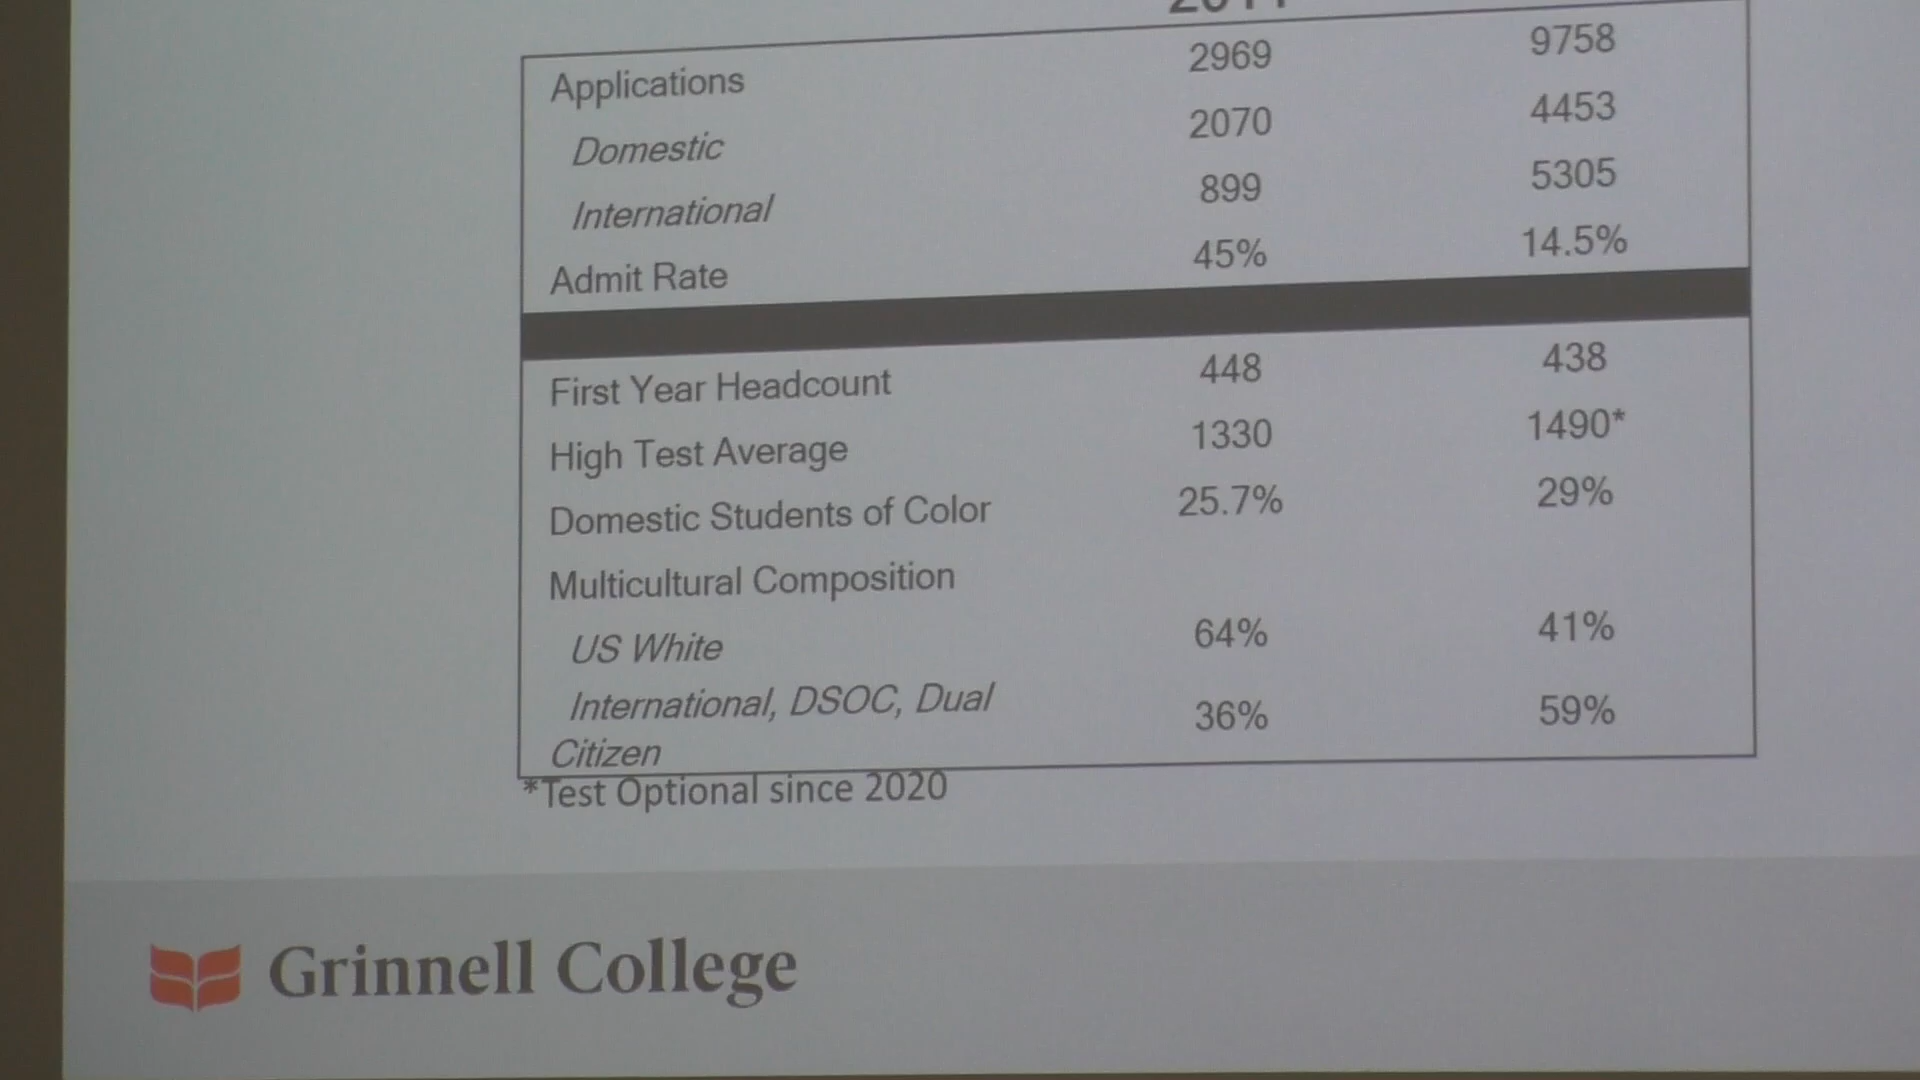 Applications 2969 9758
Domestic 2070 4453
International 899 5305
Admit Rate 45% 14.5%
First Year Headcount 448 438
High Test Average 1330 1490*
Domestic Students of Color 25.7% 29%
Multicultural Composition
US White 64% 41%
International, DSOC, Dual 36% 59%
Citizen
*Test Optional since 2020
Grinnell College